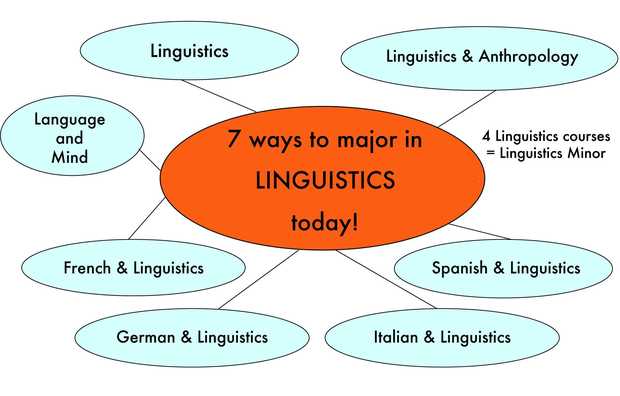 Linguistics
Linguistics & Anthropology
Language
and
Mind
7 ways to major in
LINGUISTICS
today!
4 Linguistics courses
= Linguistics Minor
French & Linguistics
Spanish & Linguistics
German & Linguistics
Italian & Linguistics